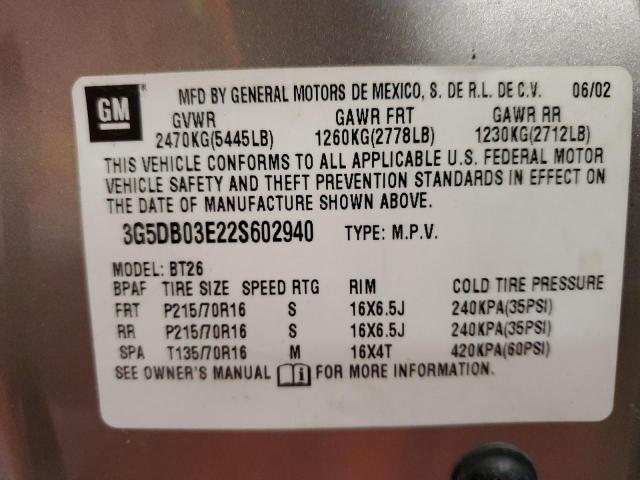 GM
MFD BY GENERAL MOTORS DE MEXICO, S. DE R.L. DE C.V. 06/02
GVWR GAWR FRT GAWR RR
2470KG(5445LB) 1260KG(2778LB) 1230KG(2712LB)
THIS VEHICLE CONFORMS TO ALL APPLICABLE U.S. FEDERAL MOTOR
VEHICLE SAFETY AND THEFT PREVENTION STANDARDS IN EFFECT ON
THE DATE OF MANUFACTURE SHOWN ABOVE.
3G5DB03E22S602940 TYPE: M.P.V.
MODEL: BT26
BPAF TIRE SIZE SPEED RTG RIM COLD TIRE PRESSURE
FRT P215/70R16 S 16X6.5J 240KPA(35PSI)
RR P215/70R16 S 16X6.5J 240KPA(35PSI)
SPA T135/70R16 M 16X4T 420KPA(60PSI)
SEE OWNER'S MANUAL i FOR MORE INFORMATION.